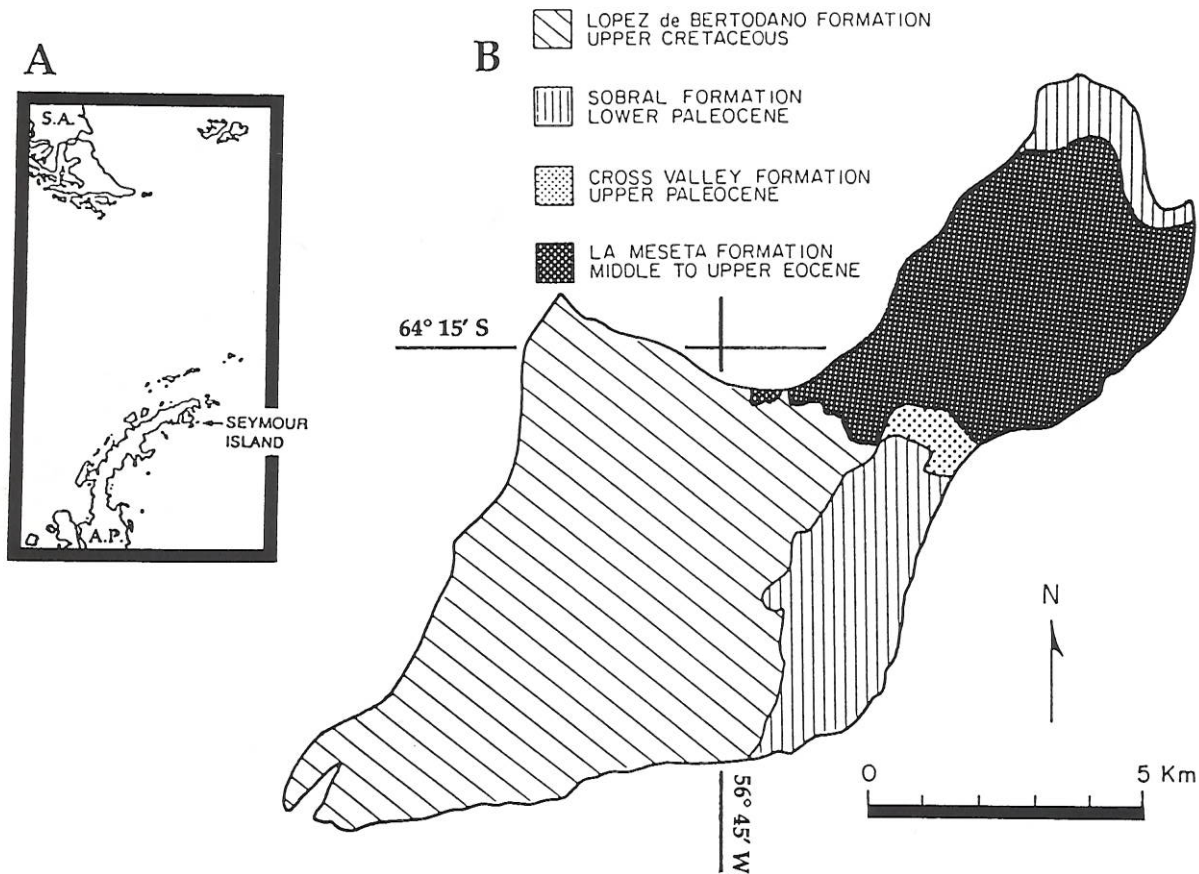 A
S.A.
SEYMOUR
ISLAND
A.P.
B
LOPEZ de BERTODANO FORMATION
UPPER CRETACEOUS
SOBRAL FORMATION
LOWER PALEOCENE
CROSS VALLEY FORMATION
UPPER PALEOCENE
LA MESETA FORMATION
MIDDLE TO UPPER EOCENE
64° 15′ S
56° 45′ W
N
0 5 Km